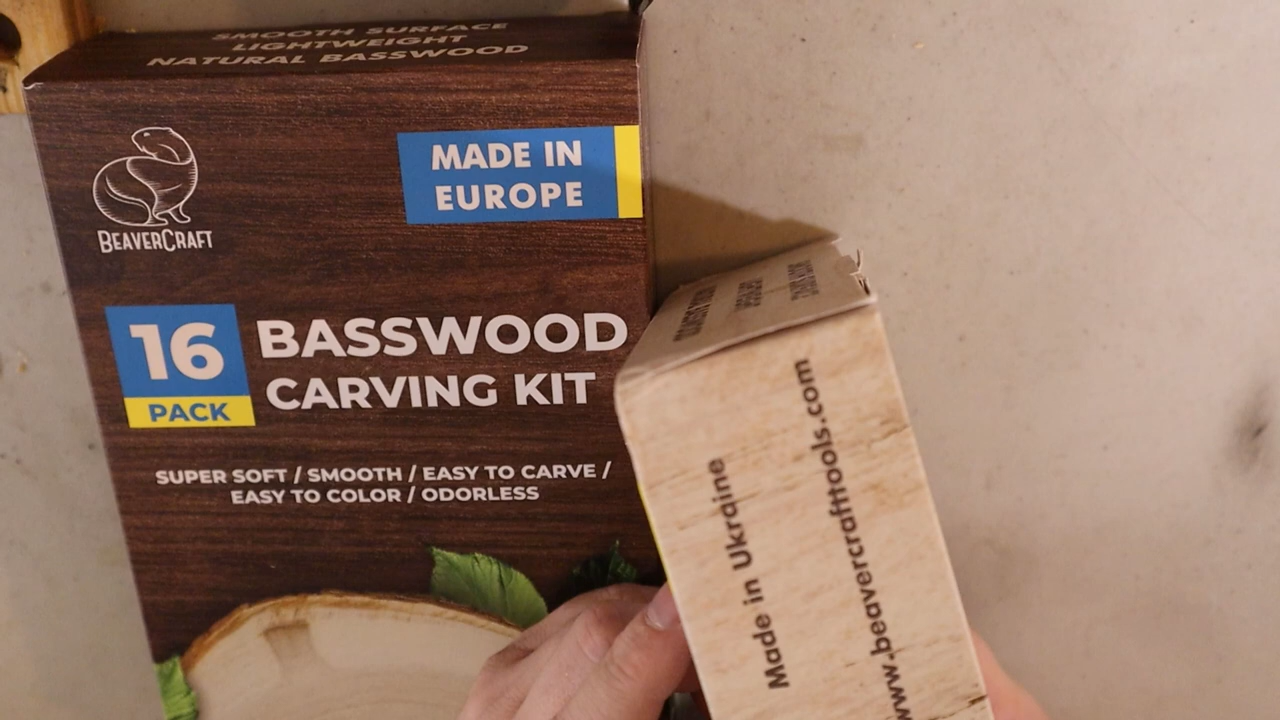 SMOOTH SURFACE
LIGHTWEIGHT
NATURAL BASSWOOD
BEAVERCRAFT
MADE IN
EUROPE
16
PACK
BASSWOOD
CARVING KIT
SUPER SOFT / SMOOTH / EASY TO CARVE /
EASY TO COLOR / ODORLESS
Made in Ukraine
www.beavercrafttools.com